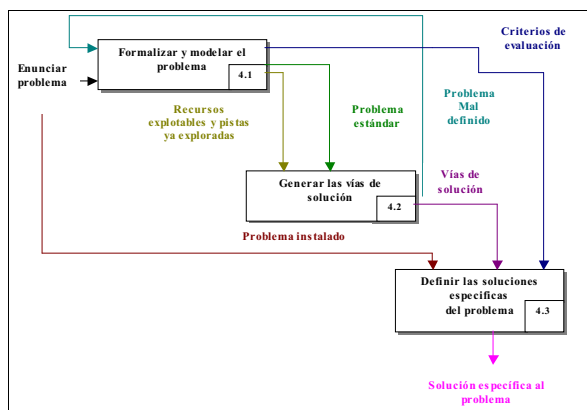 Criterios de
evaluación
Formalizar y modelar el
problema
4.1
Enunciar
problema
Recursos
explotables y pistas
ya exploradas
Problema
estándar
Problema
Mal
definido
Generar las vías de
solución
4.2
Vías de
solución
Problema instalado
Definir las soluciones
especificas
del problema
4.3
Solución específica al
problema